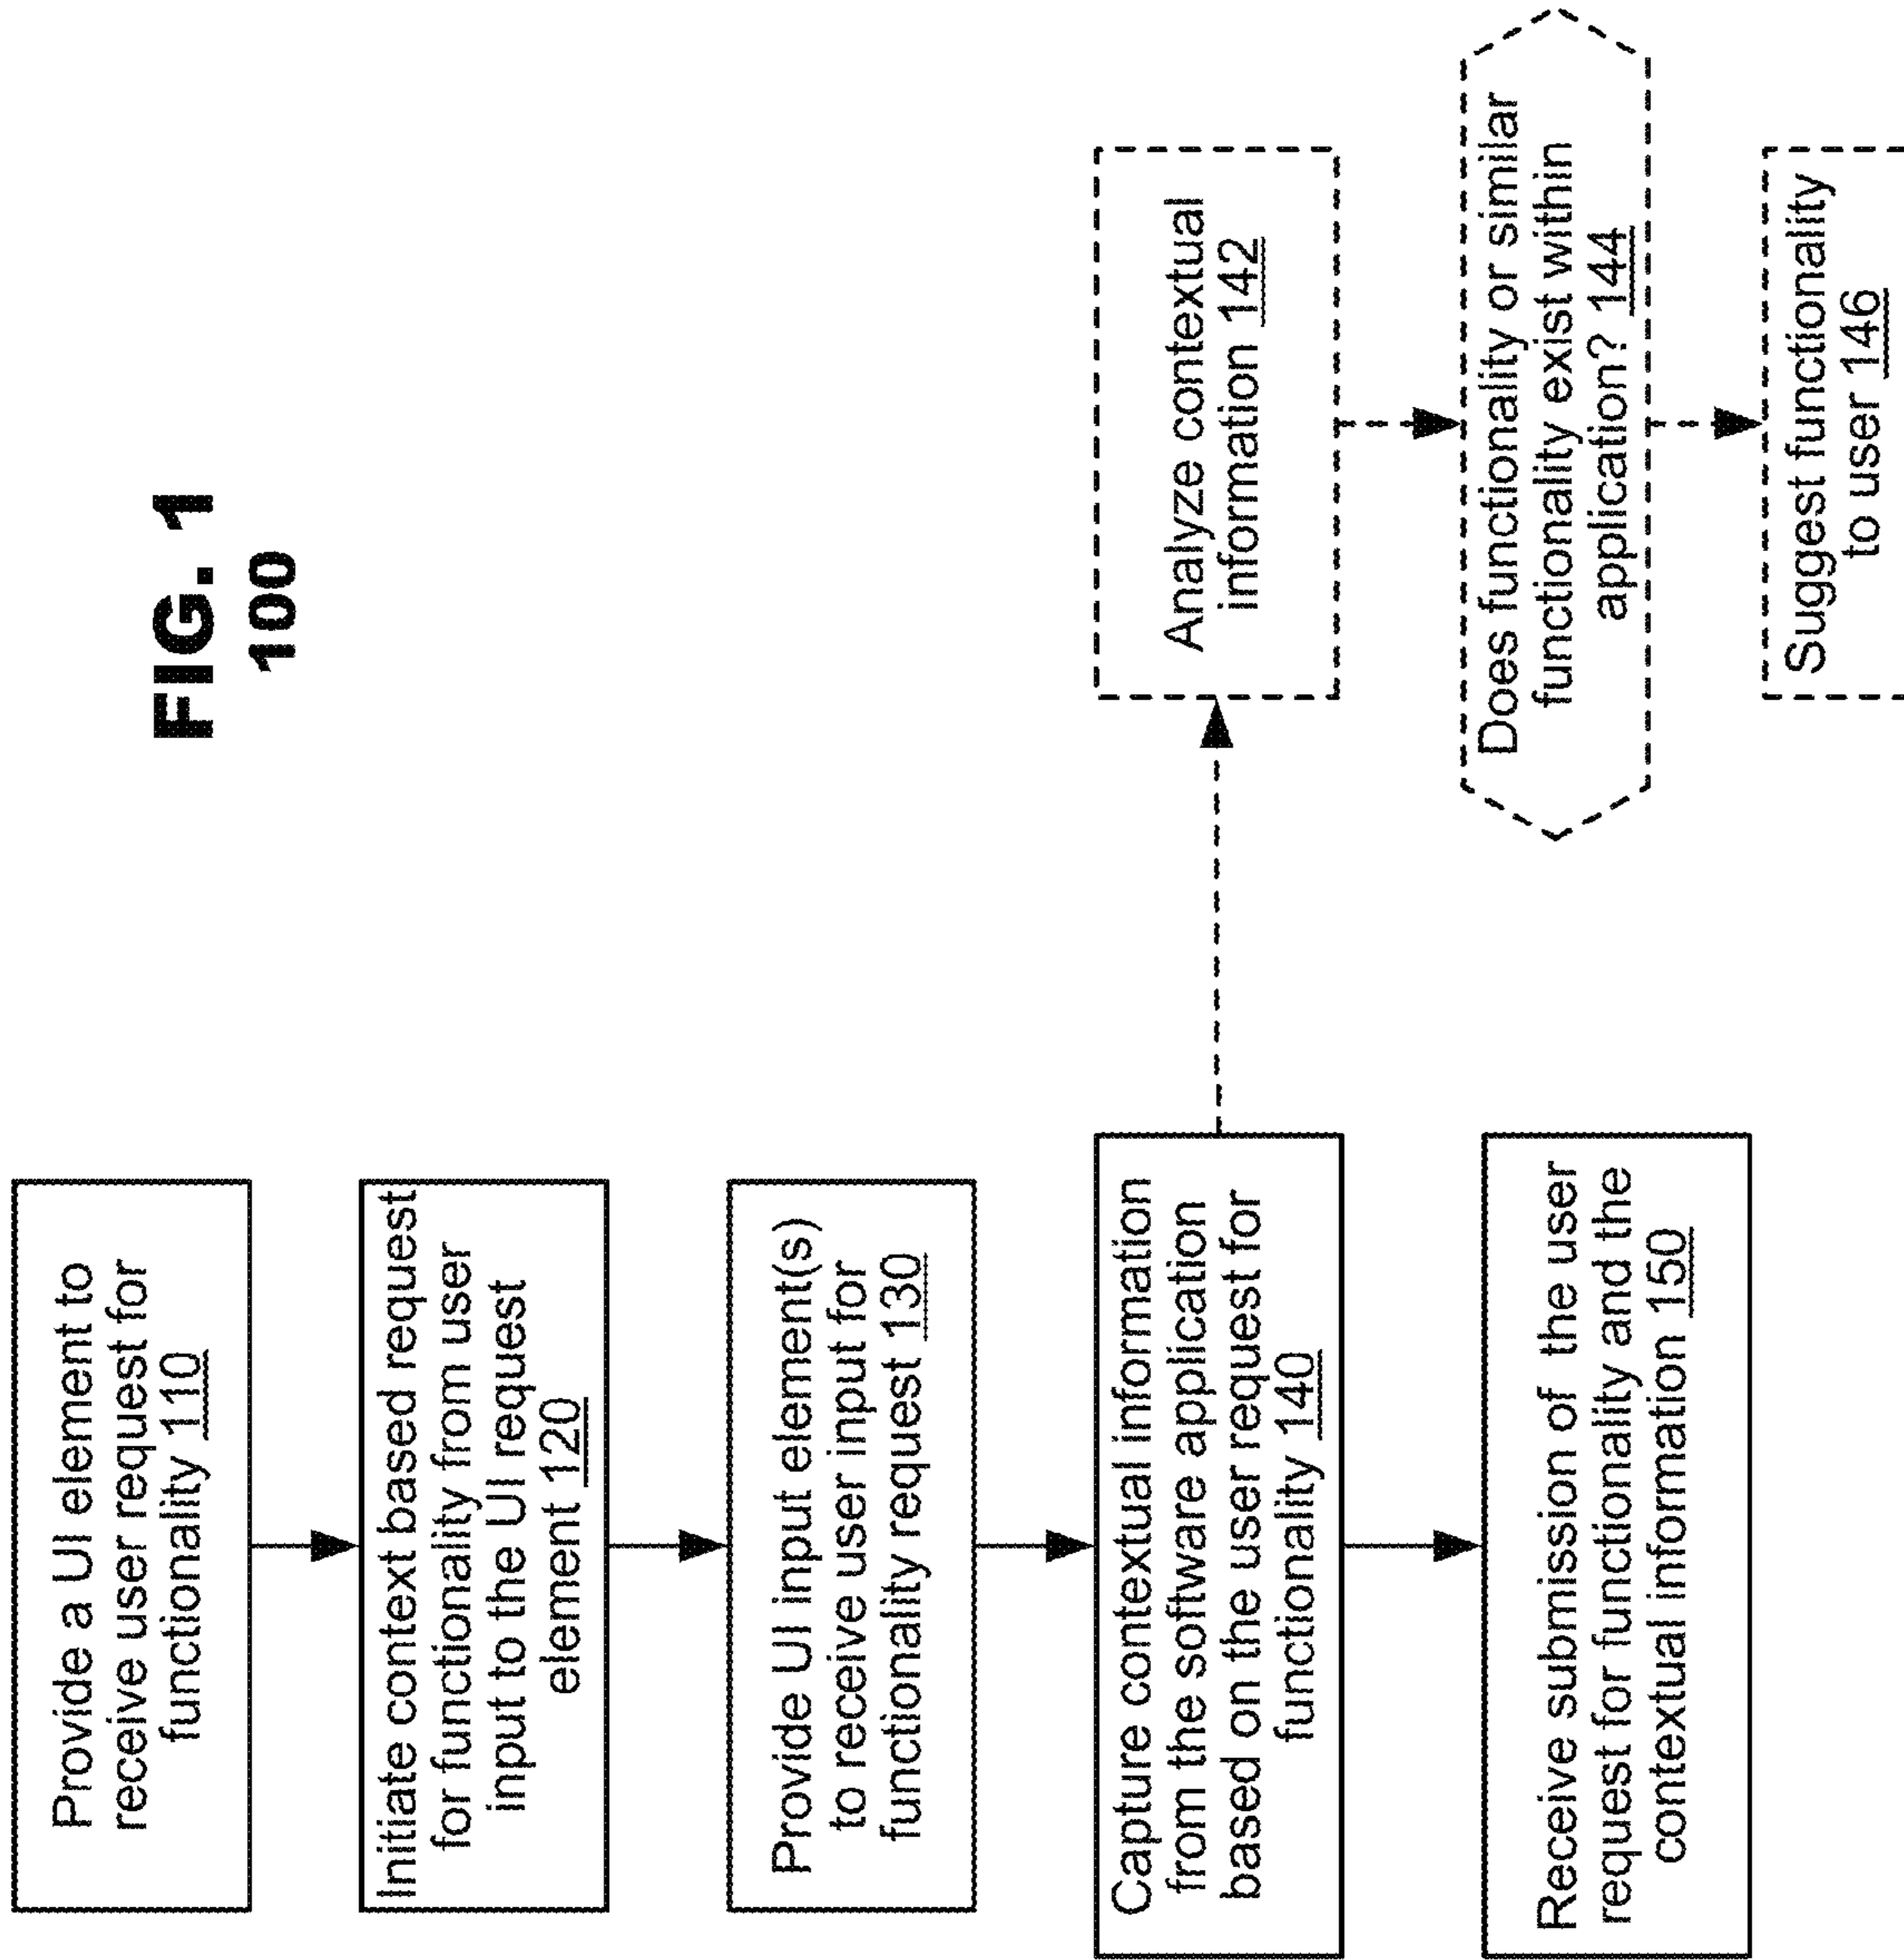 FIG. 1
100
Provide a UI element to
receive user request for
functionality 110
Initiate context based request
for functionality from user
input to the UI request
element 120
Provide UI input element(s)
to receive user input for
functionality request 130
Capture contextual information
from the software application
based on the user request for
functionality 140
Receive submission of the user
request for functionality and the
contextual information 150
Analyze contextual
information 142
Does functionality or similar
functionality exist within
application? 144
Suggest functionality
to user 146